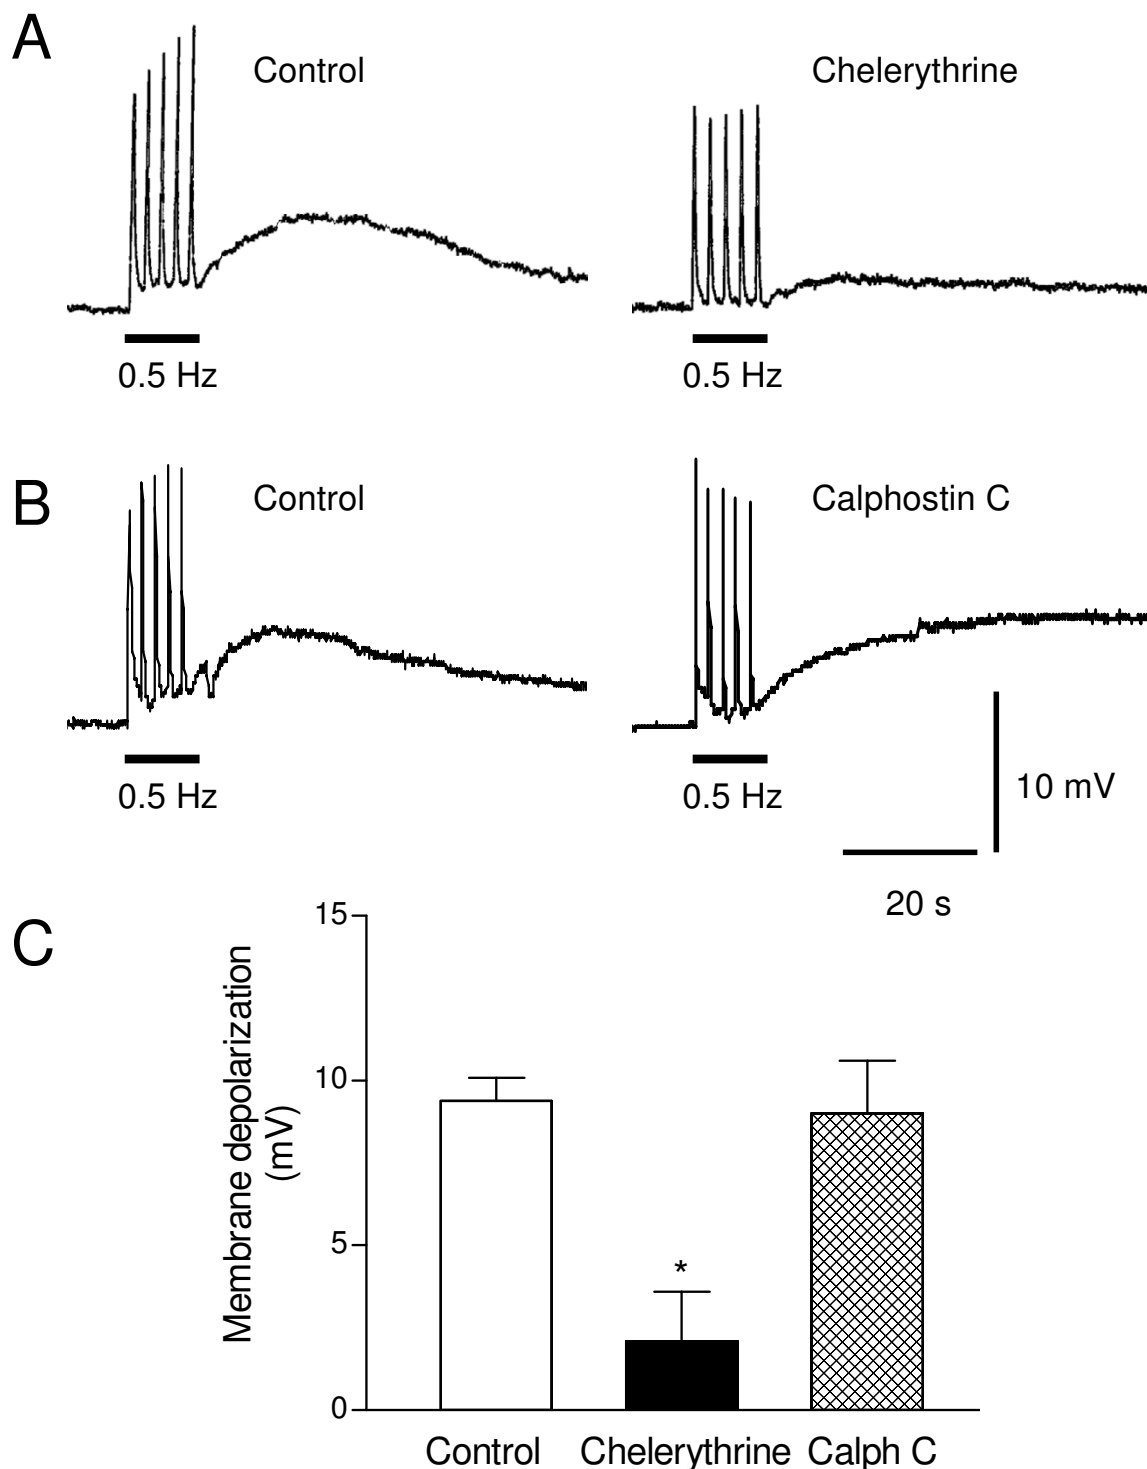 A
Control
Chelerythrine
0.5 Hz
0.5 Hz
B
Control
Calphostin C
0.5 Hz
0.5 Hz
10 mV
20 s
C
Membrane depolarization
(mV)
15
10
5
0
*
Control
Chelerythrine
Calph C